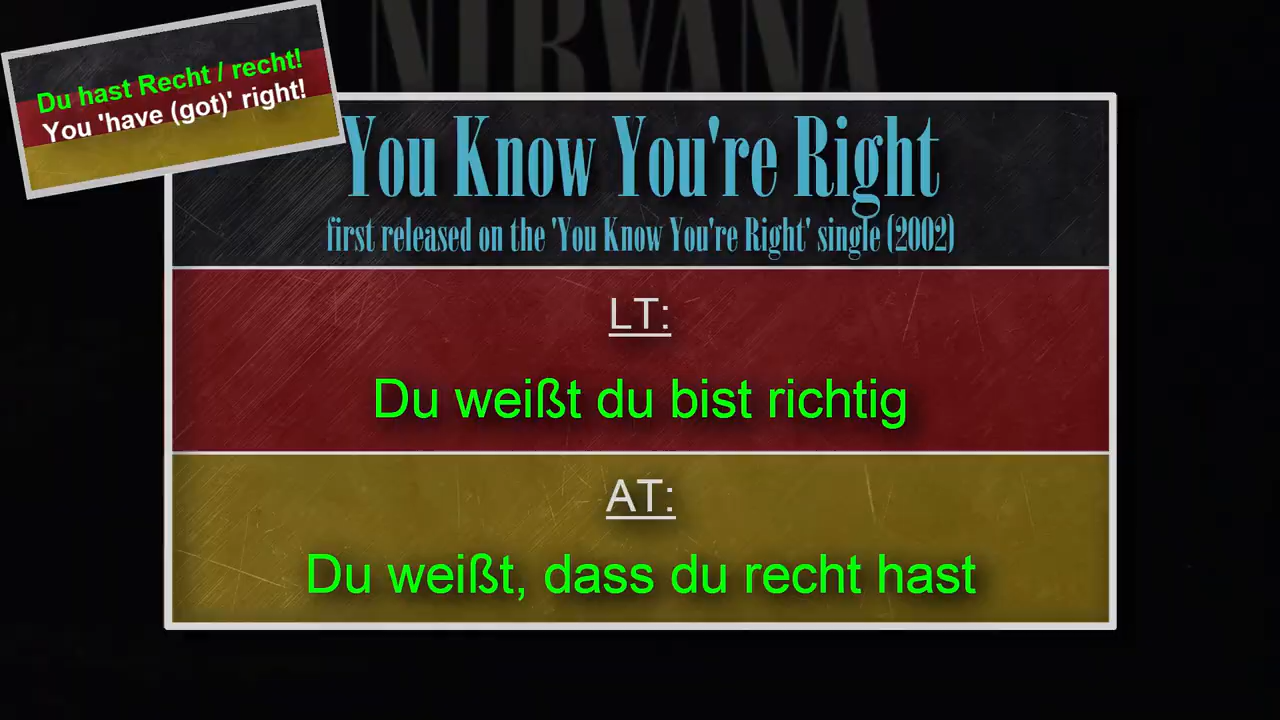 NIRVANA
Du hast Recht / recht!
You 'have (got)' right!
You Know You're Right
first released on the 'You Know You're Right' single (2002)
LT:
Du weißt du bist richtig
AT:
Du weißt, dass du recht hast